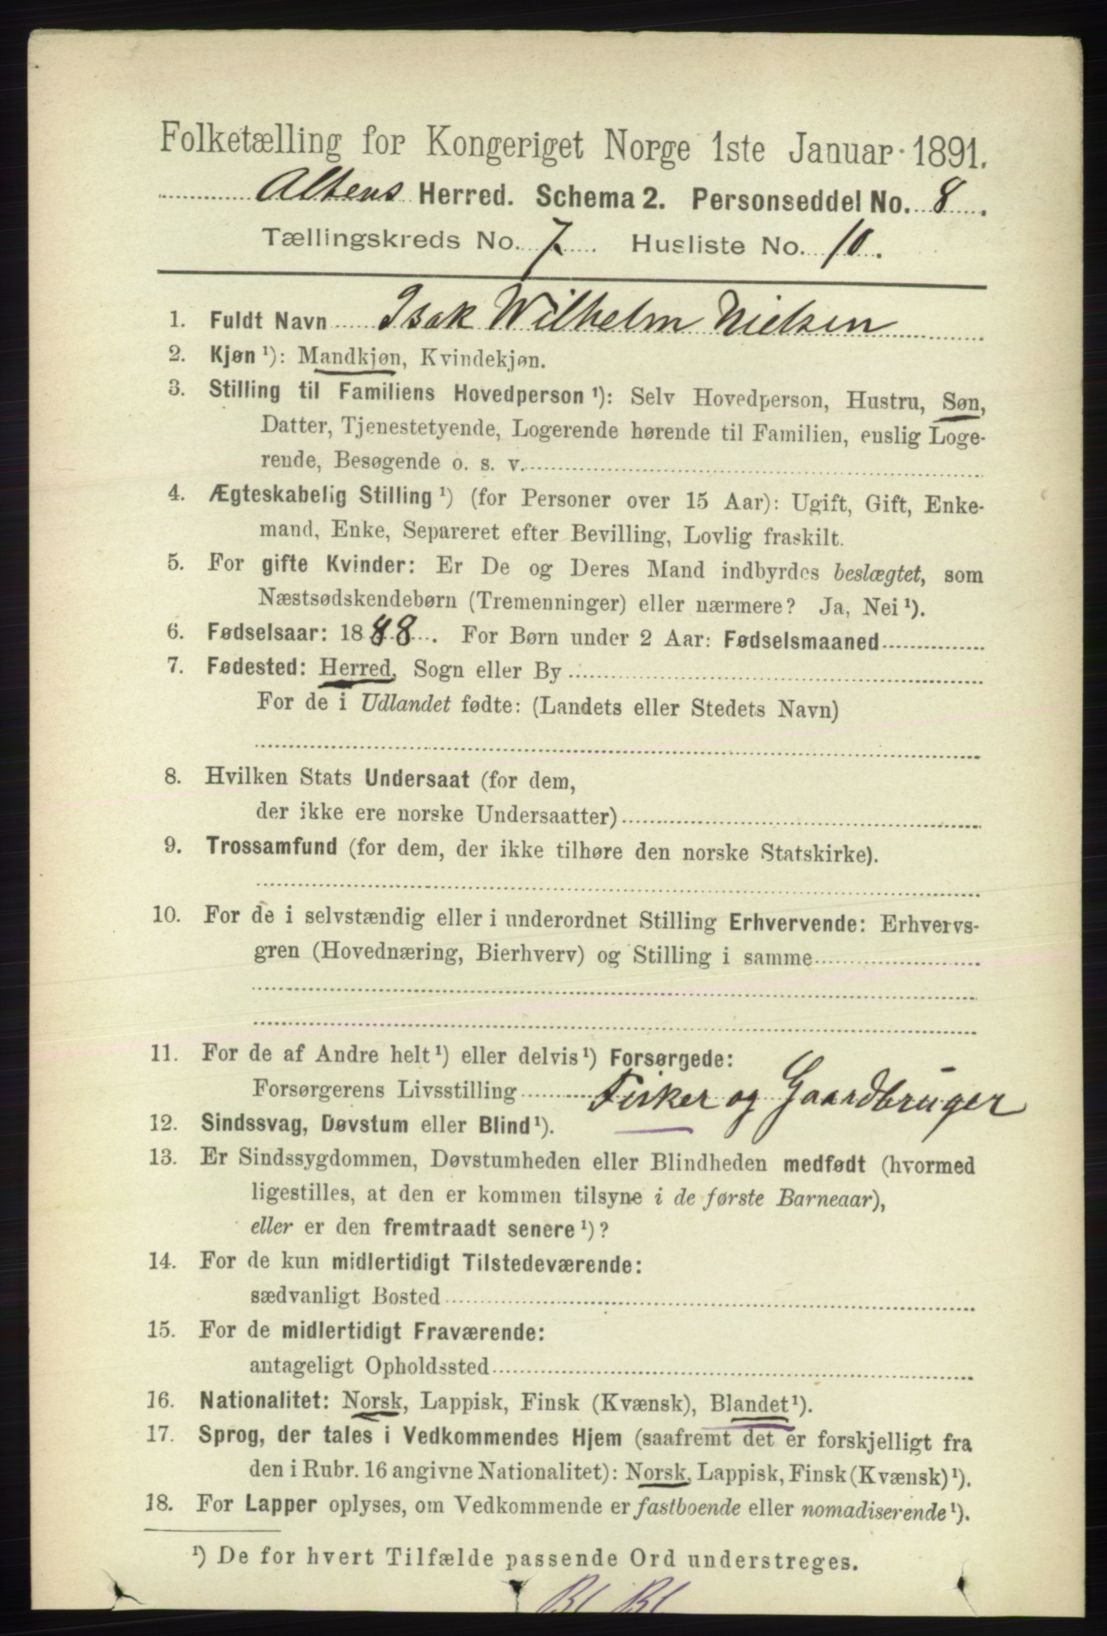 Folketælling for Kongeriget Norge 1ste Januar 1891.
Altens Herred. Schema 2. Personseddel No. 8.
Tællingskreds No. 7. Husliste No. 10.
1. Fuldt Navn Isak Wilhelm Nielsen
2. Kjøn ¹): Mandkjøn, Kvindekjøn.
3. Stilling til Familiens Hovedperson ¹): Selv Hovedperson, Hustru, Søn,
Datter, Tjenestetyende, Logerende hørende til Familien, enslig Loge-
rende, Besøgende o. s. v.
4. Ægteskabelig Stilling ¹) (for Personer over 15 Aar): Ugift, Gift, Enke-
mand, Enke, Separeret efter Bevilling, Lovlig fraskilt.
5. For gifte Kvinder: Er De og Deres Mand indbyrdes beslægtet, som
Næstsødskendebørn (Tremenninger) eller nærmere? Ja, Nei ¹).
6. Fødselsaar: 1888. For Børn under 2 Aar: Fødselsmaaned
7. Fødested: Herred, Sogn eller By
For de i Udlandet fødte: (Landets eller Stedets Navn)
8. Hvilken Stats Undersaat (for dem,
der ikke ere norske Undersaatter)
9. Trossamfund (for dem, der ikke tilhøre den norske Statskirke).
10. For de i selvstændig eller i underordnet Stilling Erhvervende: Erhvervs-
gren (Hovednæring, Bierhverv) og Stilling i samme
11. For de af Andre helt ¹) eller delvis ¹) Forsørgede:
Forsørgerens Livsstilling Fisker og Gaardbruger
12. Sindssvag, Døvstum eller Blind ¹).
13. Er Sindssygdommen, Døvstumheden eller Blindheden medfødt (hvormed
ligestilles, at den er kommen tilsyne i de første Barneaar),
eller er den fremtraadt senere ¹)?
14. For de kun midlertidigt Tilstedeværende:
sædvanligt Bosted
15. For de midlertidigt Fraværende:
antageligt Opholdssted
16. Nationalitet: Norsk, Lappisk, Finsk (Kvænsk), Blandet ¹).
17. Sprog, der tales i Vedkommendes Hjem (saafremt det er forskjelligt fra
den i Rubr. 16 angivne Nationalitet): Norsk, Lappisk, Finsk (Kvænsk) ¹).
18. For Lapper oplyses, om Vedkommende er fastboende eller nomadiserende ¹).
¹) De for hvert Tilfælde passende Ord understreges.
Bl Bl